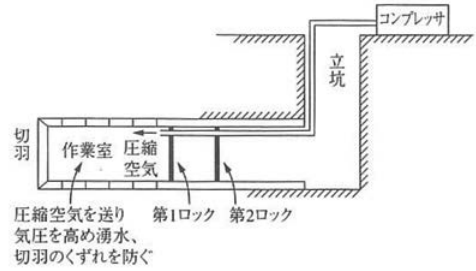 コンプレッサ
立坑
切羽
作業室
圧縮
空気
圧縮空気を送り
気圧を高め湧水、
切羽のくずれを防ぐ
第1ロック
第2ロック